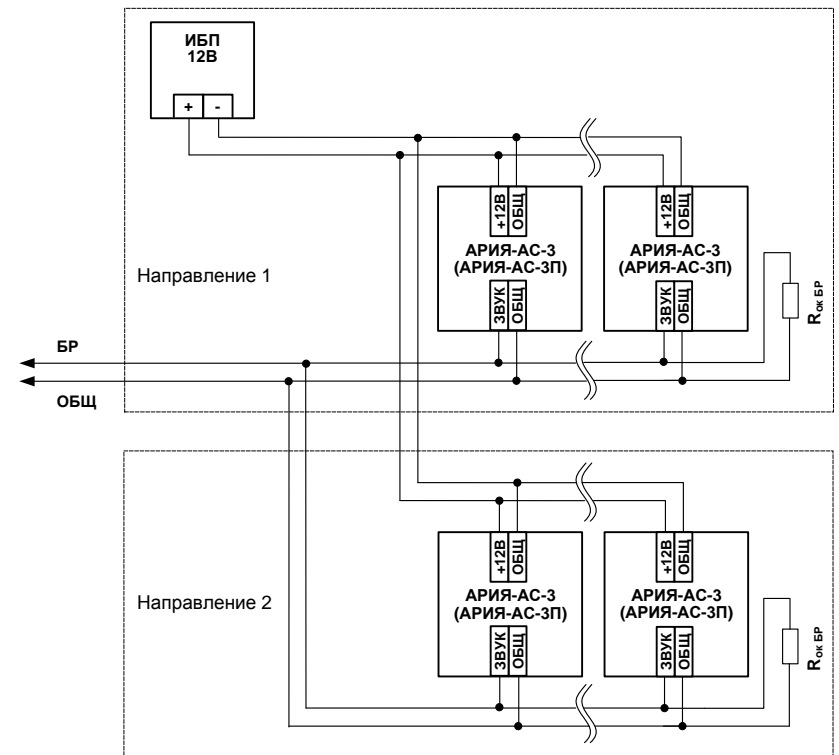 ИБП
12В
+ -
+12В ОБЩ
+12В ОБЩ
АРИЯ-АС-3
(АРИЯ-АС-3П)
АРИЯ-АС-3
(АРИЯ-АС-3П)
Направление 1
ЗВУК ОБЩ
ЗВУК ОБЩ
Rок БР
БР
ОБЩ
+12В ОБЩ
+12В ОБЩ
АРИЯ-АС-3
(АРИЯ-АС-3П)
АРИЯ-АС-3
(АРИЯ-АС-3П)
Направление 2
ЗВУК ОБЩ
ЗВУК ОБЩ
Rок БР